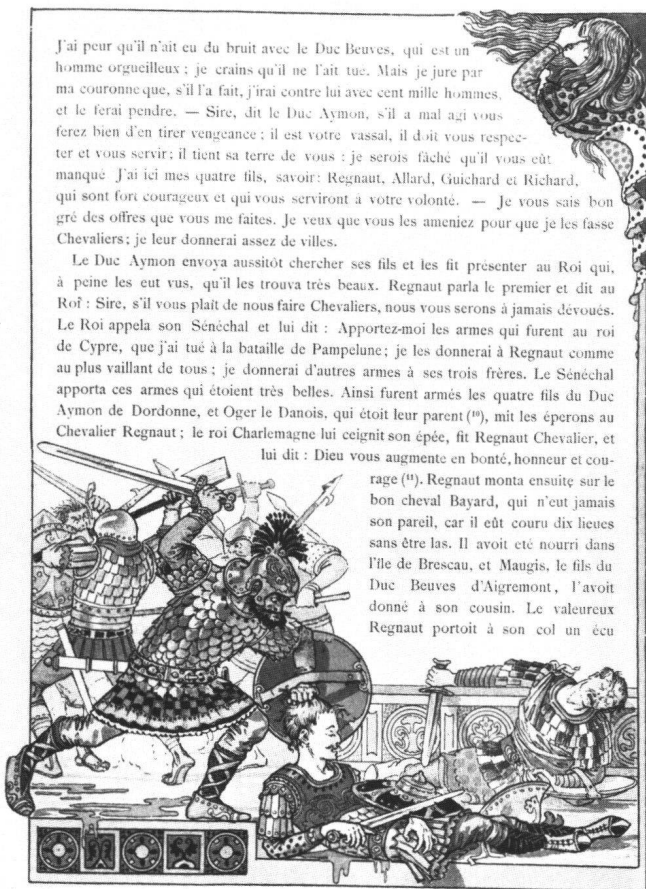 J'ai peur qu'il n'ait eu du bruit avec le Duc Beuves, qui est un
homme orgueilleux ; je crains qu'il ne l'ait tué. Mais je jure par
ma couronne que, s'il l'a fait, j'irai contre lui avec cent mille hommes,
et le ferai pendre. — Sire, dit le Duc Aymon, s'il a mal agi vous
ferez bien d'en tirer vengeance ; il est votre vassal, il doit vous respec-
ter et vous servir ; il tient sa terre de vous : je serois fâché qu'il vous eût
manqué. J'ai ici mes quatre fils, savoir : Regnaut, Allard, Guichard et Richard,
qui sont fort courageux et qui vous serviront à votre volonté. — Je vous sais bon
gré des offres que vous me faites. Je veux que vous les ameniez pour que je les fasse
Chevaliers ; je leur donnerai assez de villes.
Le Duc Aymon envoya aussitôt chercher ses fils et les fit présenter au Roi qui,
à peine les eut vus, qu'il les trouva très beaux. Regnaut parla le premier et dit au
Roi : Sire, s'il vous plaît de nous faire Chevaliers, nous vous serons à jamais dévoués.
Le Roi appela son Sénéchal et lui dit : Apportez-moi les armes qui furent au roi
de Cypre, que j'ai tué à la bataille de Pampelune ; je les donnerai à Regnaut comme
au plus vaillant de tous ; je donnerai d'autres armes à ses trois frères. Le Sénéchal
apporta ces armes qui étoient très belles. Ainsi furent armés les quatre fils du Duc
Aymon de Dordonne, et Oger le Danois, qui étoit leur parent (¹⁰), mit les éperons au
Chevalier Regnaut ; le roi Charlemagne lui ceignit son épée, fit Regnaut Chevalier, et
lui dit : Dieu vous augmente en bonté, honneur et cou-
rage (¹¹). Regnaut monta ensuite sur le
bon cheval Bayard, qui n'eut jamais
son pareil, car il eût couru dix lieues
sans être las. Il avoit eté nourri dans
l'île de Brescau, et Maugis, le fils du
Duc Beuves d'Aigremont, l'avoit
donné à son cousin. Le valeureux
Regnaut portoit à son col un écu